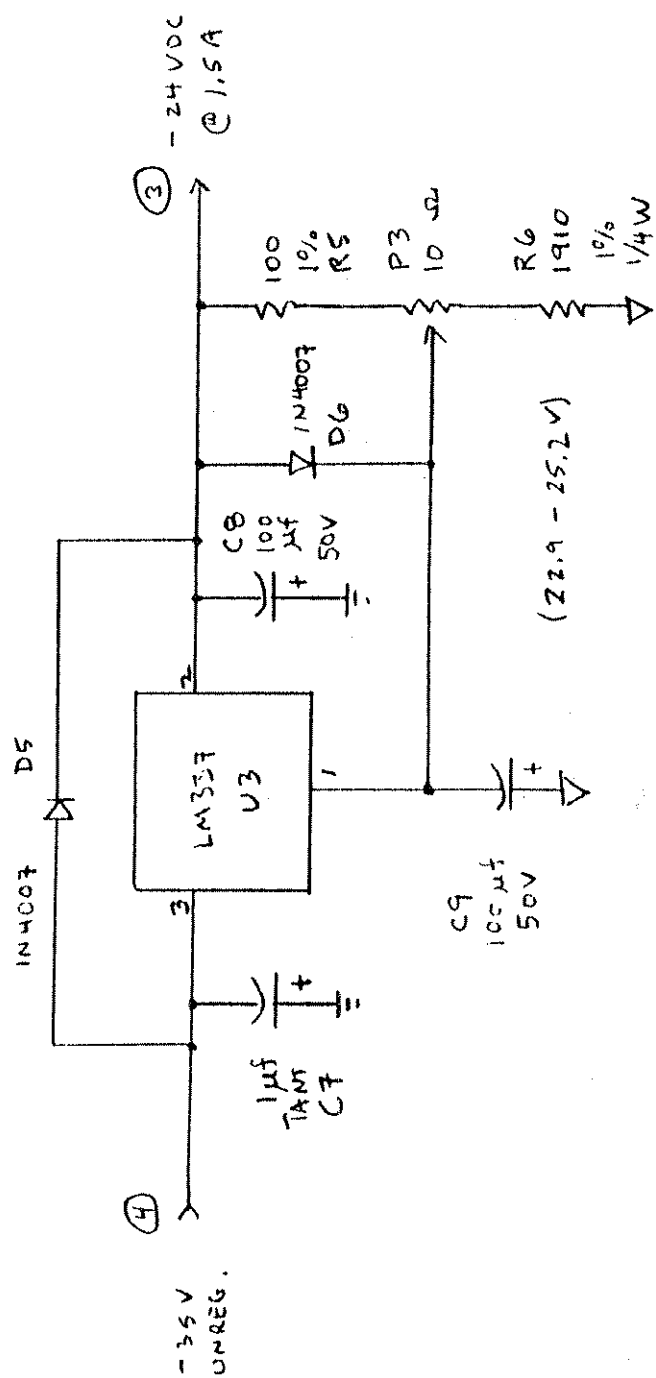 -35V
UNREG.
4
1N4007
D5
1µf
TANT
C7
+
3
LM337
U3
2
1
C8
100
µf
50V
+
1N4007
D6
3
-24VDC
@ 1.5A
100
1%
R5
P3
10 Ω
R6
1910
1%
1/4W
C9
100 µf
50V
+
(22.9 - 25.2V)